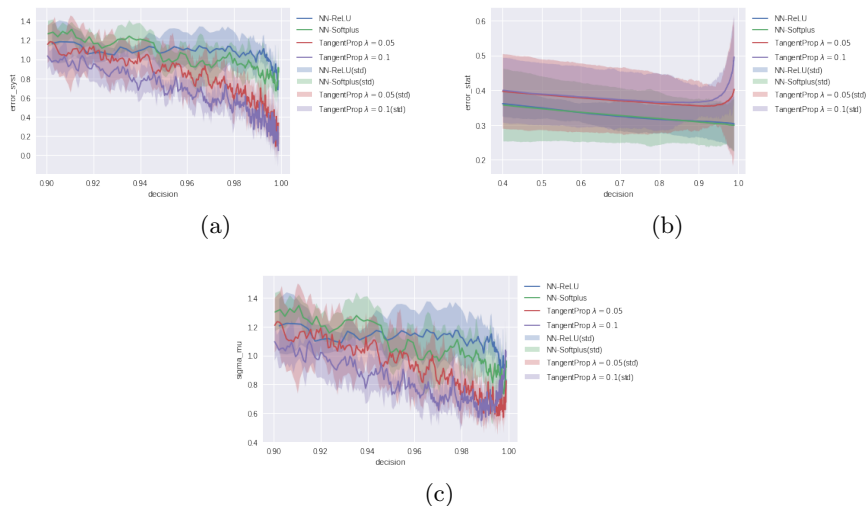 1.4
1.2
1.0
0.8
0.6
0.4
0.2
0.0
error_syst
0.90 0.92 0.94 0.96 0.98 1.00
decision
NN-ReLU
NN-Softplus
TangentProp λ = 0.05
TangentProp λ = 0.1
NN-ReLU(std)
NN-Softplus(std)
TangentProp λ = 0.05(std)
TangentProp λ = 0.1(std)
(a)
0.6
0.5
0.4
0.3
0.2
error_stat
0.4 0.5 0.6 0.7 0.8 0.9 1.0
decision
NN-ReLU
NN-Softplus
TangentProp λ = 0.05
TangentProp λ = 0.1
NN-ReLU(std)
NN-Softplus(std)
TangentProp λ = 0.05(std)
TangentProp λ = 0.1(std)
(b)
1.4
1.2
1.0
0.8
0.6
0.4
sigma_mu
0.90 0.92 0.94 0.96 0.98 1.00
decision
NN-ReLU
NN-Softplus
TangentProp λ = 0.05
TangentProp λ = 0.1
NN-ReLU(std)
NN-Softplus(std)
TangentProp λ = 0.05(std)
TangentProp λ = 0.1(std)
(c)